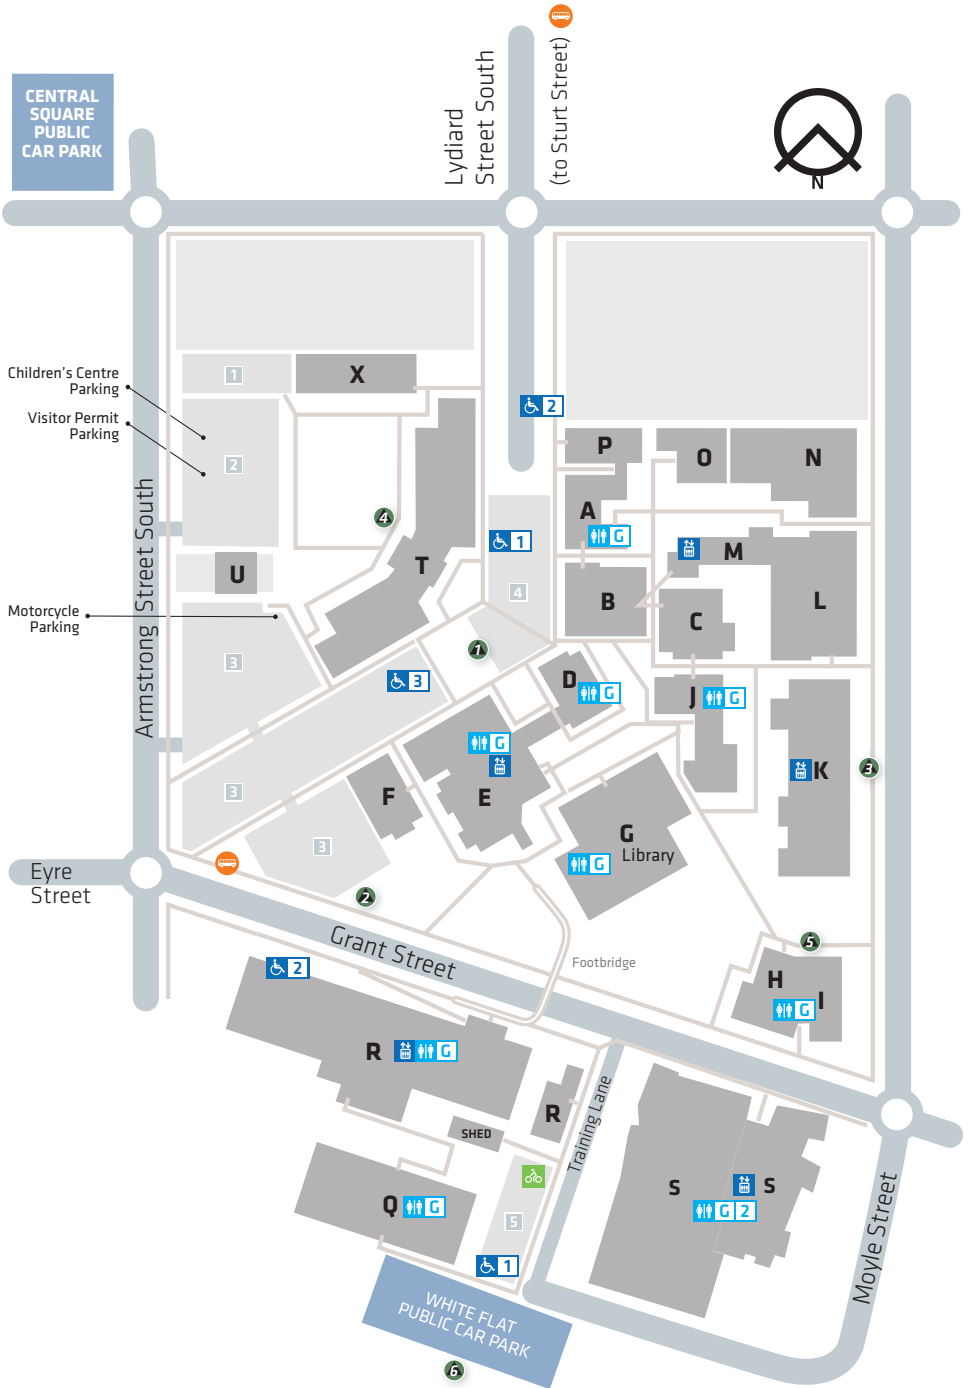 CENTRAL
SQUARE
PUBLIC
CAR PARK
Lydiard
Street South
(to Sturt Street)
N
1
X
Children's Centre
Parking
Visitor Permit
Parking
2
2
P
O
N
4
A
G
1
T
M
U
4
B
L
C
Motorcycle
Parking
Armstrong Street South
1
3
3
D
G
J
G
G
K
3
3
F
E
3
G
Library
G
Eyre
Street
2
Grant Street
Footbridge
5
2
H
I
G
R
G
R
SHED
Training Lane
S
S
G
2
Q
G
5
1
Moyle Street
WHITE FLAT
PUBLIC CAR PARK
6